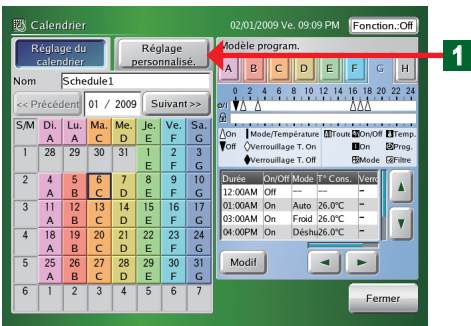 Calendrier
02/01/2009 Ve. 09:09 PM
Fonction.:Off
Réglage du calendrier
Réglage personnalisé.
1
Nom
Schedule1
<< Précédent
01 / 2009
Suivant >>
S/M Di. Lu. Ma. Me. Je. Ve. Sa.
A B C D E F G
1 28 29 30 31 1 2 3
E F G
2 4 5 6 7 8 9 10
A B C D E F G
3 11 12 13 14 15 16 17
A B C D E F G
4 18 19 20 21 22 23 24
A B C D E F G
5 25 26 27 28 29 30 31
A B C D E F G
6 1 2 3 4 5 6 7
Modèle program.
A B C D E F G H
0 2 4 6 8 10 12 14 16 18 20 22 24
On Mode/Température Toute On/Off Temp.
Off Verrouillage T. On On Prog.
Verrouillage T. Off Mode Filtre
Durée On/Off Mode T° Cons. Verro
12:00AM Off -- --
01:00AM On Auto 26.0°C --
03:00AM On Froid 26.0°C --
04:00PM On Déshu 26.0°C --
Modif
Fermer